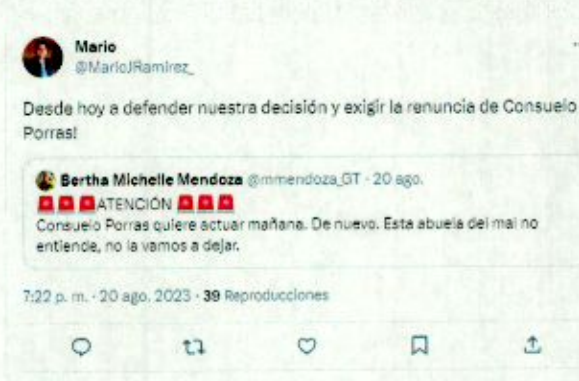 Mario
@MarioJRamirez_
Desde hoy a defender nuestra decisión y exigir la renuncia de Consuelo
Porras!
Bertha Michelle Mendoza @mmendoza_GT · 20 ago.
🚨🚨🚨ATENCIÓN 🚨🚨🚨
Consuelo Porras quiere actuar mañana. De nuevo. Esta abuela del mal no
entiende, no la vamos a dejar.
7:22 p. m. · 20 ago. 2023 · 39 Reproducciones